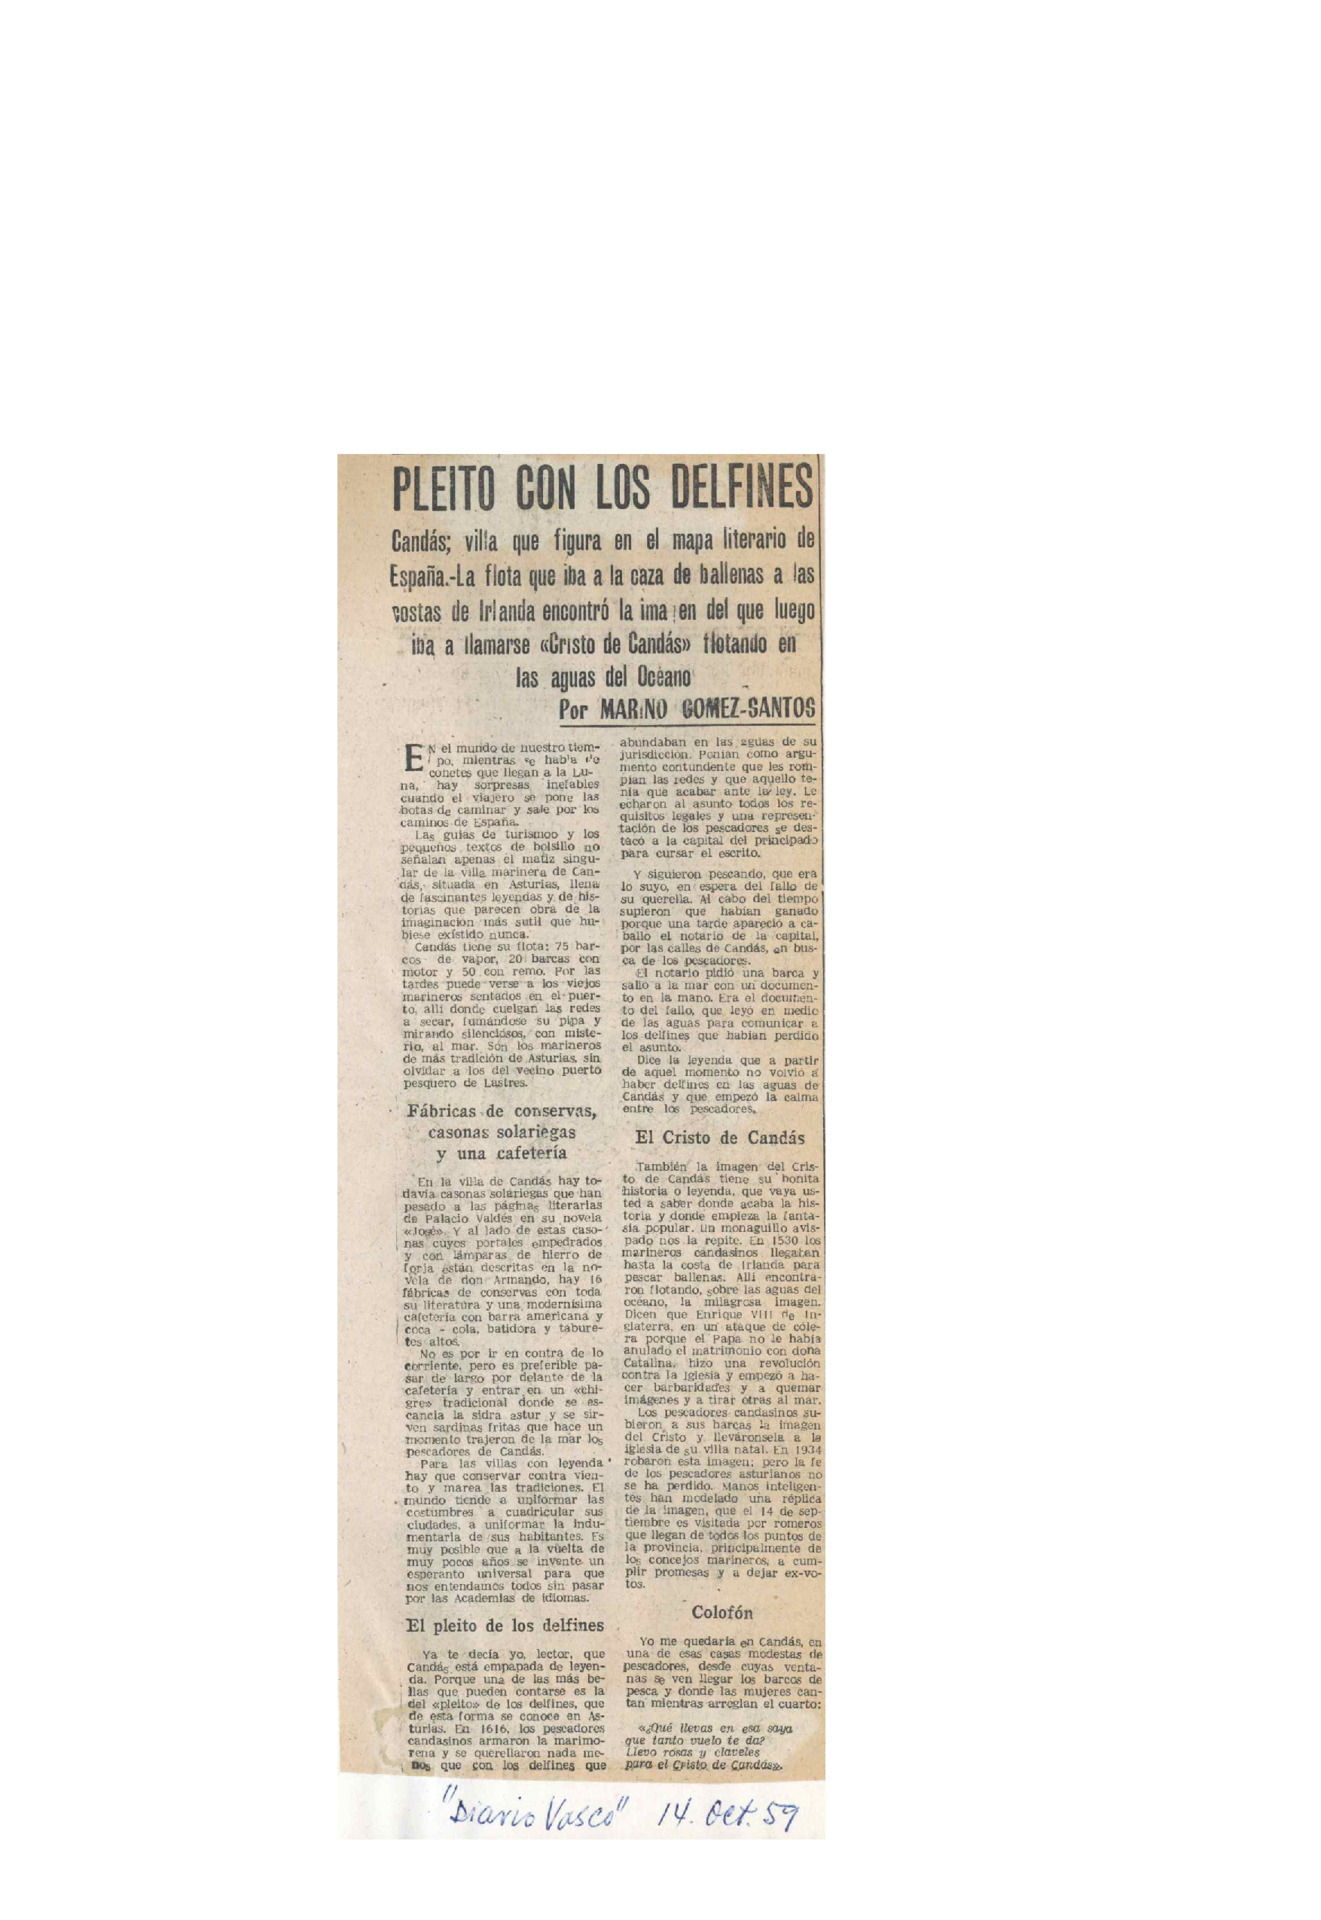 PLEITO CON LOS DELFINES
Candás; villa que figura en el mapa literario de
España.-La flota que iba a la caza de ballenas a las
costas de Irlanda encontró la ima en del que luego
iba a llamarse «Cristo de Candás» flotando en
las aguas del Océano
Por MARINO GOMEZ-SANTOS
EN el mundo de nuestro tiem-
po, mientras se habla de
conetes que llegan a la Lu-
na, hay sorpresas inefables
cuando el viajero se pone las
botas de caminar y sale por los
caminos de España.
Las guías de turismoo y los
pequeños textos de bolsillo no
señalan apenas el matiz singu-
lar de la villa marinera de Can-
dás, situada en Asturias, llena
de fascinantes leyendas y de his-
torias que parecen obra de la
imaginación más sutil que hu-
biese existido nunca.
Candás tiene su flota: 75 bar-
cos de vapor, 20 barcas con
motor y 50 con remo. Por las
tardes puede verse a los viejos
marineros sentados en el puer-
to, allí donde cuelgan las redes
a secar, fumándose su pipa y
mirando silenciosos, con miste-
rio, al mar. Son los marineros
de más tradición de Asturias, sin
olvidar a los del vecino puerto
pesquero de Lastres.
Fábricas de conservas,
casonas solariegas
y una cafetería
En la villa de Candás hay to-
davía casonas solariegas que han
pasado a las páginas literarias
de Palacio Valdés en su novela
«José». Y al lado de estas caso-
nas cuyos portales empedrados
y con lámparas de hierro de
forja están descritas en la no-
vela de don Armando, hay 16
fábricas de conservas con toda
su literatura y una modernísima
cafetería con barra americana y
coca - cola, batidora y tabure-
tes altos.
No es por ir en contra de lo
corriente, pero es preferible pa-
sar de largo por delante de la
cafetería y entrar en un «chi-
gre» tradicional donde se es-
cancia la sidra astur y se sir-
ven sardinas fritas que hace un
momento trajeron de la mar los
pescadores de Candás.
Para las villas con leyenda
hay que conservar contra vien-
to y marea las tradiciones. El
mundo tiende a uniformar las
costumbres a cuadricular sus
ciudades, a uniformar la indu-
mentaria de sus habitantes. Es
muy posible que a la vuelta de
muy pocos años se invente un
esperanto universal para que
nos entendamos todos sin pasar
por las Academias de idiomas.
El pleito de los delfines
Ya te decía yo, lector, que
Candás está empapada de leyen-
da. Porque una de las más be-
llas que pueden contarse es la
del «pleito» de los delfines, que
de esta forma se conoce en As-
turias. En 1616, los pescadores
candasinos armaron la marimo-
rena y se querellaron nada me-
nos que con los delfines que
abundaban en las aguas de su
jurisdicción. Ponían como argu-
mento contundente que les rom-
pían las redes y que aquello te-
nía que acabar ante la ley. Le
echaron al asunto todos los re-
quisitos legales y una represen-
tación de los pescadores se des-
tacó a la capital del principado
para cursar el escrito.
Y siguieron pescando, que era
lo suyo, en espera del fallo de
su querella. Al cabo del tiempo
supieron que habían ganado
porque una tarde apareció a ca-
ballo el notario de la capital,
por las calles de Candás, en bus-
ca de los pescadores.
El notario pidió una barca y
salió a la mar con un documen-
to en la mano. Era el documen-
to del fallo, que leyó en medio
de las aguas para comunicar a
los delfines que habían perdido
el asunto.
Dice la leyenda que a partir
de aquel momento no volvió a
haber delfines en las aguas de
Candás y que empezó la calma
entre los pescadores.
El Cristo de Candás
También la imagen del Cris-
to de Candás tiene su bonita
historia o leyenda, que vaya us-
ted a saber donde acaba la his-
toria y donde empieza la fanta-
sía popular. Un monaguillo avis-
pado nos la repite. En 1530 los
marineros candasinos llegaban
hasta la costa de Irlanda para
pescar ballenas. Allí encontra-
ron flotando, sobre las aguas del
océano, la milagrosa imagen.
Dicen que Enrique VIII de In-
glaterra, en un ataque de cóle-
ra porque el Papa no le había
anulado el matrimonio con doña
Catalina, hizo una revolución
contra la Iglesia y empezó a ha-
cer barbaridades y a quemar
imágenes y a tirar otras al mar.
Los pescadores candasinos su-
bieron a sus barcas la imagen
del Cristo y lleváronsela a la
iglesia de su villa natal. En 1934
robaron esta imagen; pero la fe
de los pescadores asturianos no
se ha perdido. Manos inteligen-
tes han modelado una réplica
de la imagen, que el 14 de sep-
tiembre es visitada por romeros
que llegan de todos los puntos de
la provincia, principalmente de
los concejos marineros, a cum-
plir promesas y a dejar ex-vo-
tos.
Colofón
Yo me quedaría en Candás, en
una de esas casas modestas de
pescadores, desde cuyas venta-
nas se ven llegar los barcos de
pesca y donde las mujeres can-
tan mientras arreglan el cuarto:
«¿Qué llevas en esa saya
que tanto vuelo te da?
Llevo rosas y claveles
para el Cristo de Candás».
"Diario Vasco" 14. Oct. 59